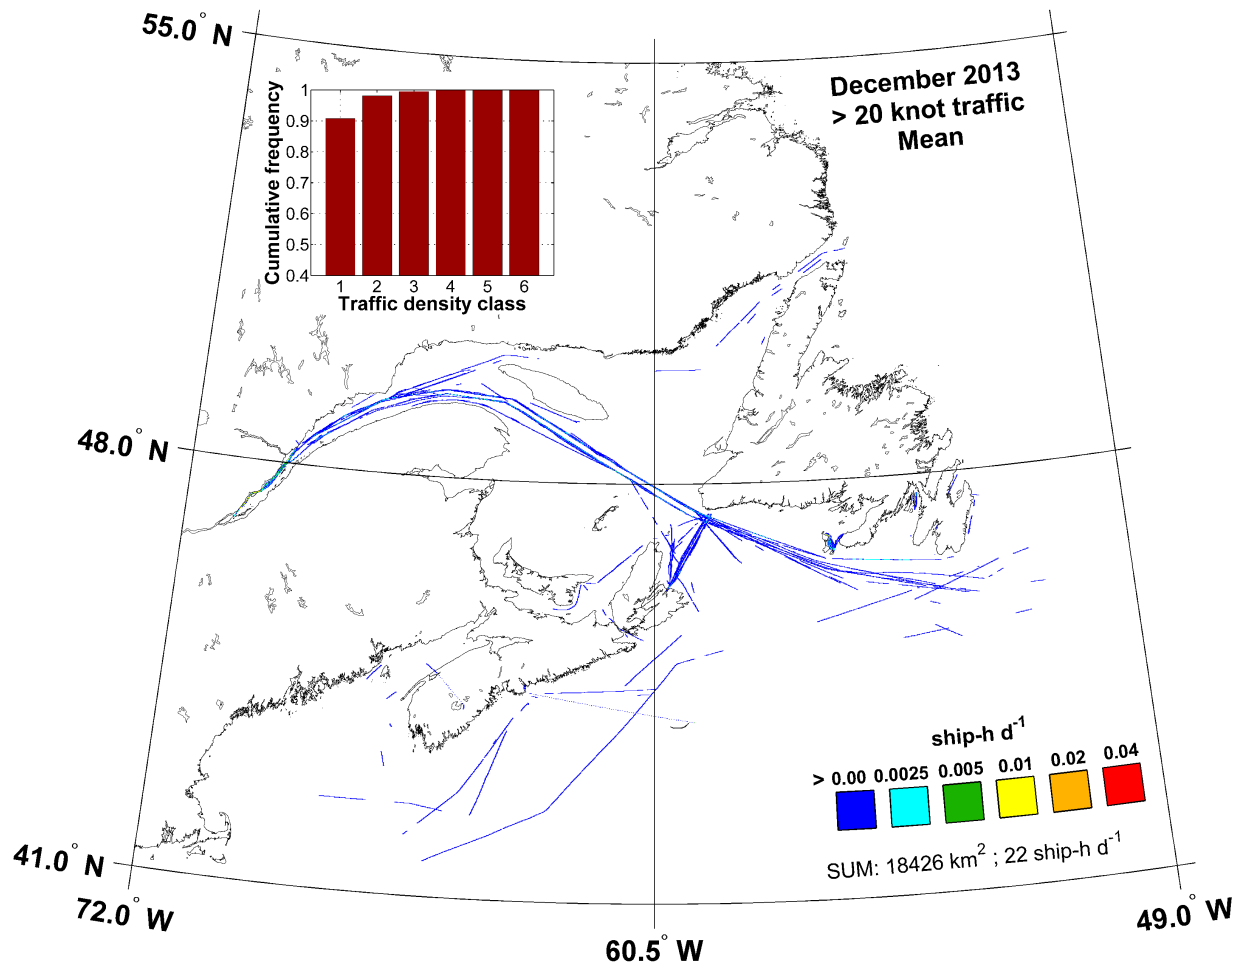 55.0° N
December 2013
> 20 knot traffic
Mean
Cumulative frequency
1
0.9
0.8
0.7
0.6
0.5
0.4
1 2 3 4 5 6
Traffic density class
48.0° N
ship-h d-1
> 0.00 0.0025 0.005 0.01 0.02 0.04
SUM: 18426 km2 ; 22 ship-h d-1
41.0° N
72.0° W
60.5° W
49.0° W